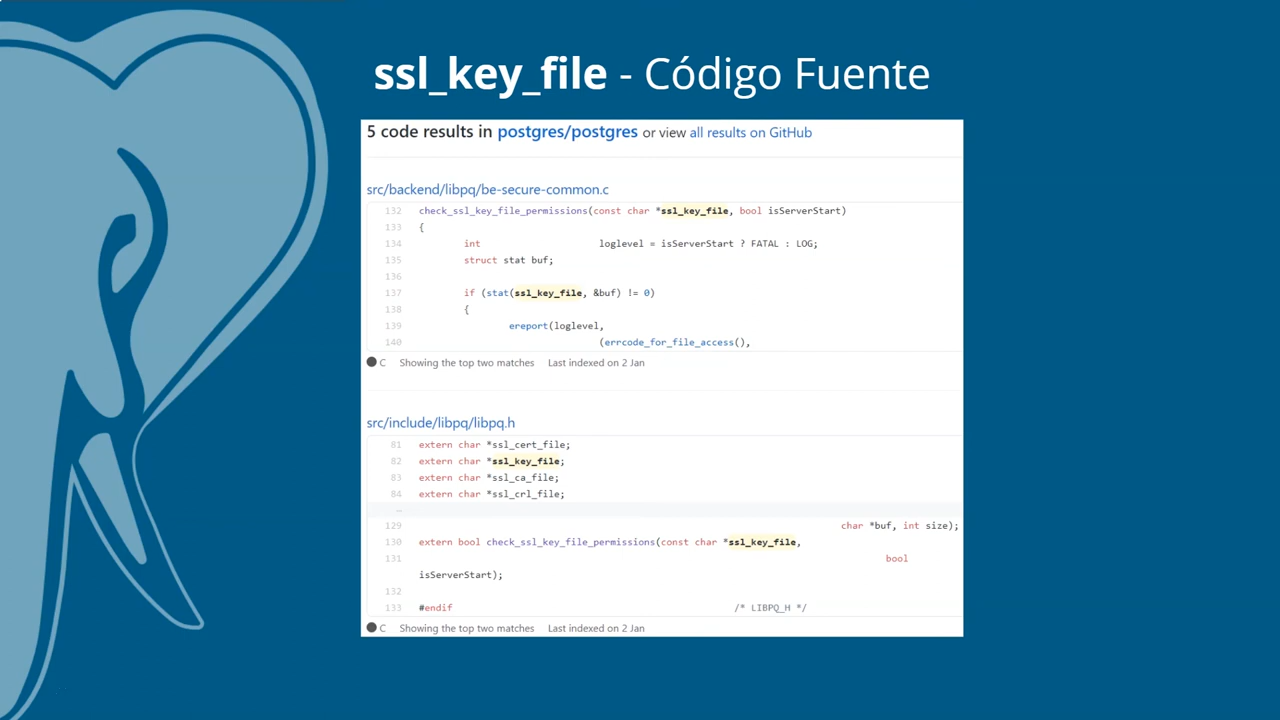 ssl_key_file - Código Fuente
5 code results in postgres/postgres or view all results on GitHub
src/backend/libpq/be-secure-common.c
132 check_ssl_key_file_permissions(const char *ssl_key_file, bool isServerStart)
133 {
134 int loglevel = isServerStart ? FATAL : LOG;
135 struct stat buf;
136
137 if (stat(ssl_key_file, &buf) != 0)
138 {
139 ereport(loglevel,
140 (errcode_for_file_access(),
C Showing the top two matches Last indexed on 2 Jan
src/include/libpq/libpq.h
81 extern char *ssl_cert_file;
82 extern char *ssl_key_file;
83 extern char *ssl_ca_file;
84 extern char *ssl_crl_file;
…
129 char *buf, int size);
130 extern bool check_ssl_key_file_permissions(const char *ssl_key_file,
131 bool
isServerStart);
132
133 #endif /* LIBPQ_H */
C Showing the top two matches Last indexed on 2 Jan